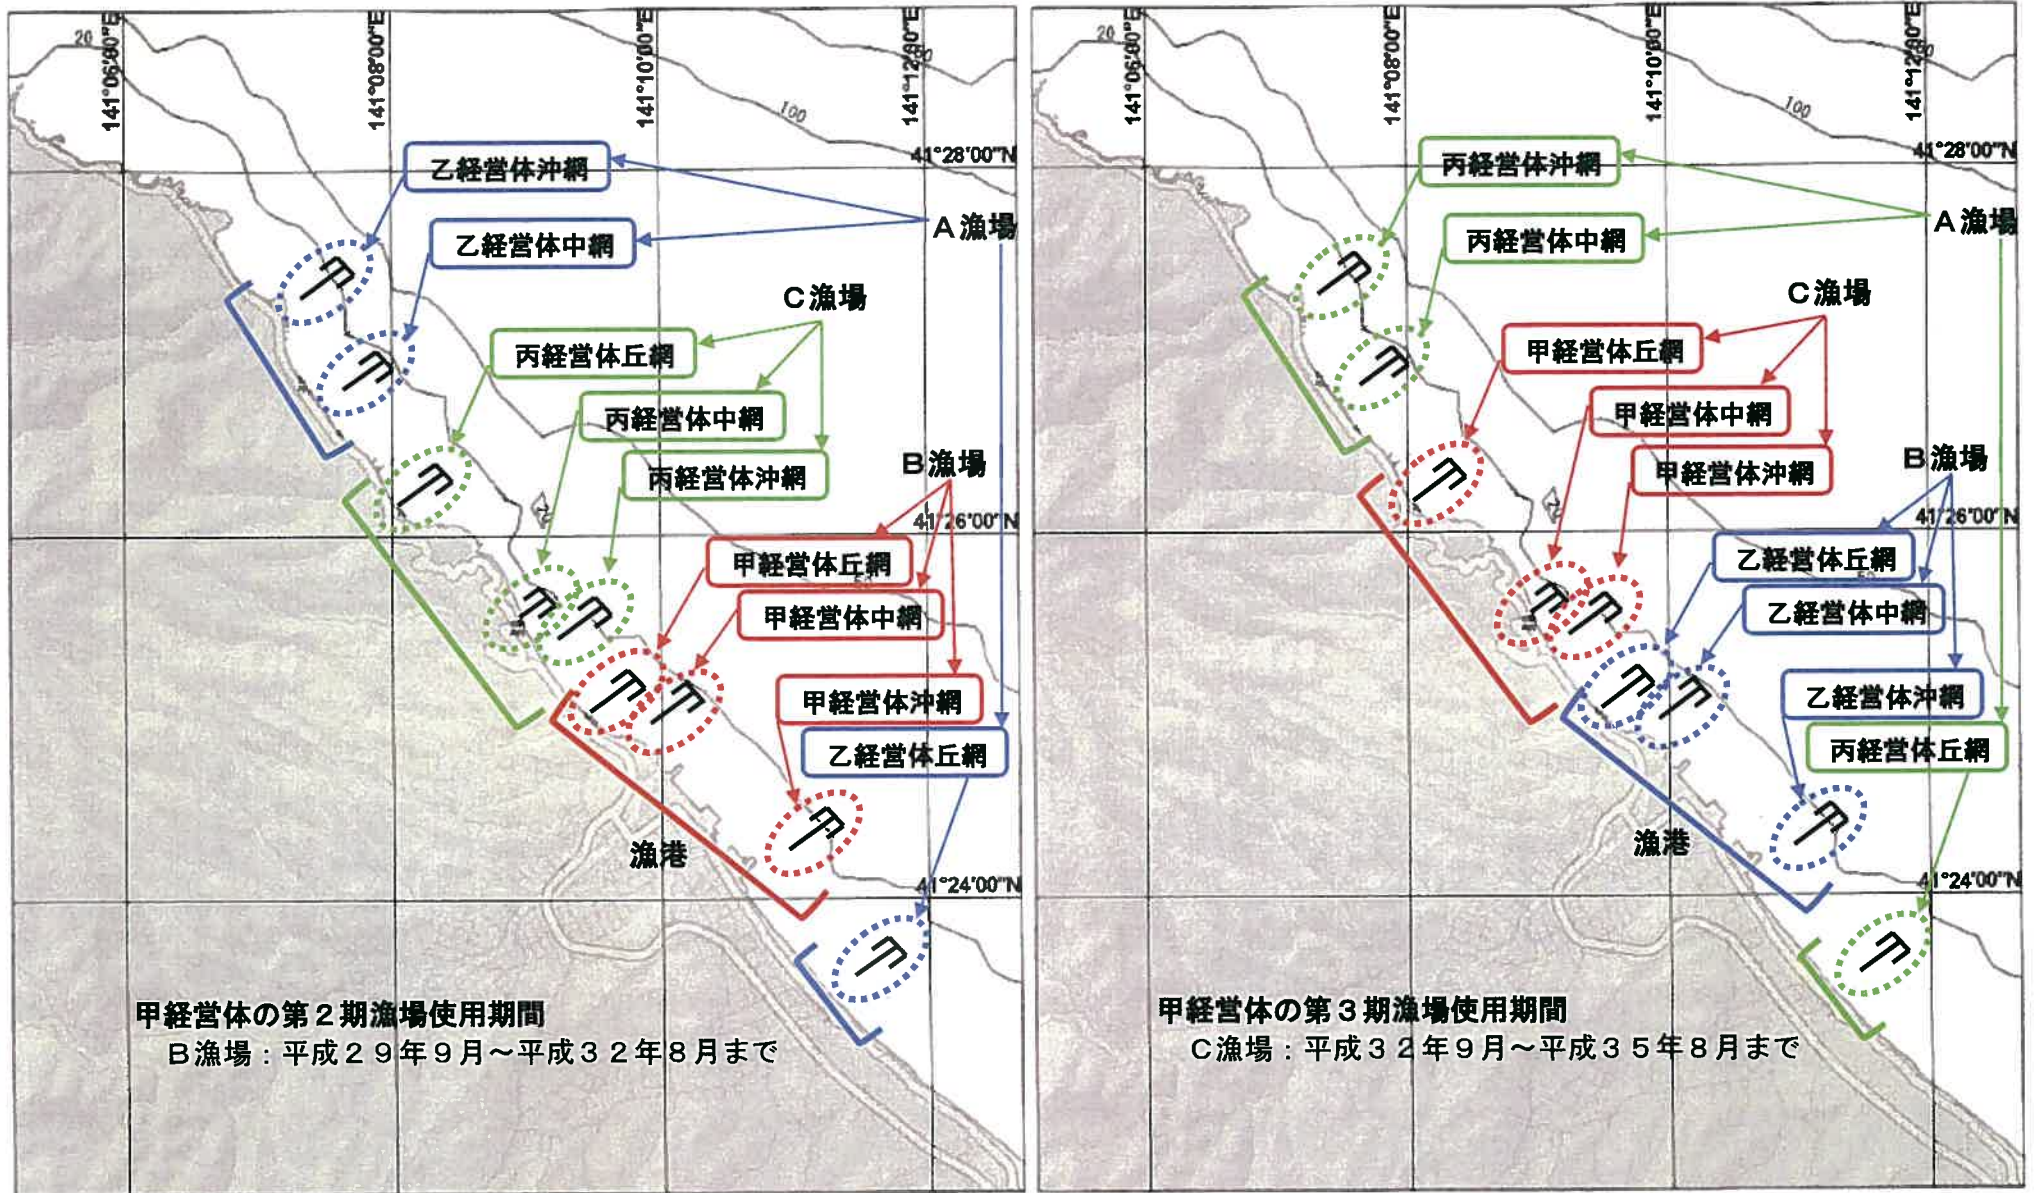 20
141°06'00"E
141°08'00"E
141°10'00"E
141°12'00"E
100
41°28'00"N
乙経営体沖網
A漁場
乙経営体中網
C漁場
丙経営体丘網
丙経営体中網
B漁場
丙経営体沖網
41°26'00"N
甲経営体丘網
50
甲経営体中網
甲経営体沖網
乙経営体丘網
漁港
41°24'00"N
甲経営体の第2期漁場使用期間
B漁場:平成29年9月~平成32年8月まで
20
141°06'00"E
141°08'00"E
141°10'00"E
141°12'00"E
100
41°28'00"N
丙経営体沖網
A漁場
丙経営体中網
C漁場
甲経営体丘網
甲経営体中網
B漁場
甲経営体沖網
41°26'00"N
乙経営体丘網
50
乙経営体中網
乙経営体沖網
丙経営体丘網
漁港
41°24'00"N
甲経営体の第3期漁場使用期間
C漁場:平成32年9月~平成35年8月まで